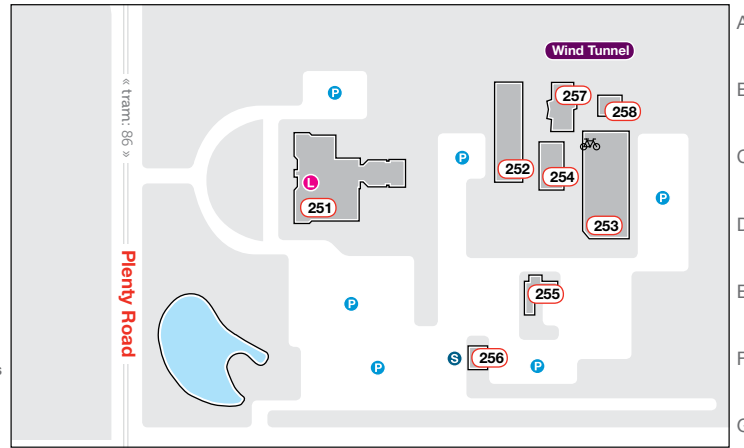 Wind Tunnel
« tram: 86 »
Plenty Road
P
257
258
P
252
254
253
P
L
251
P
255
P
S
256
P
A
E
F